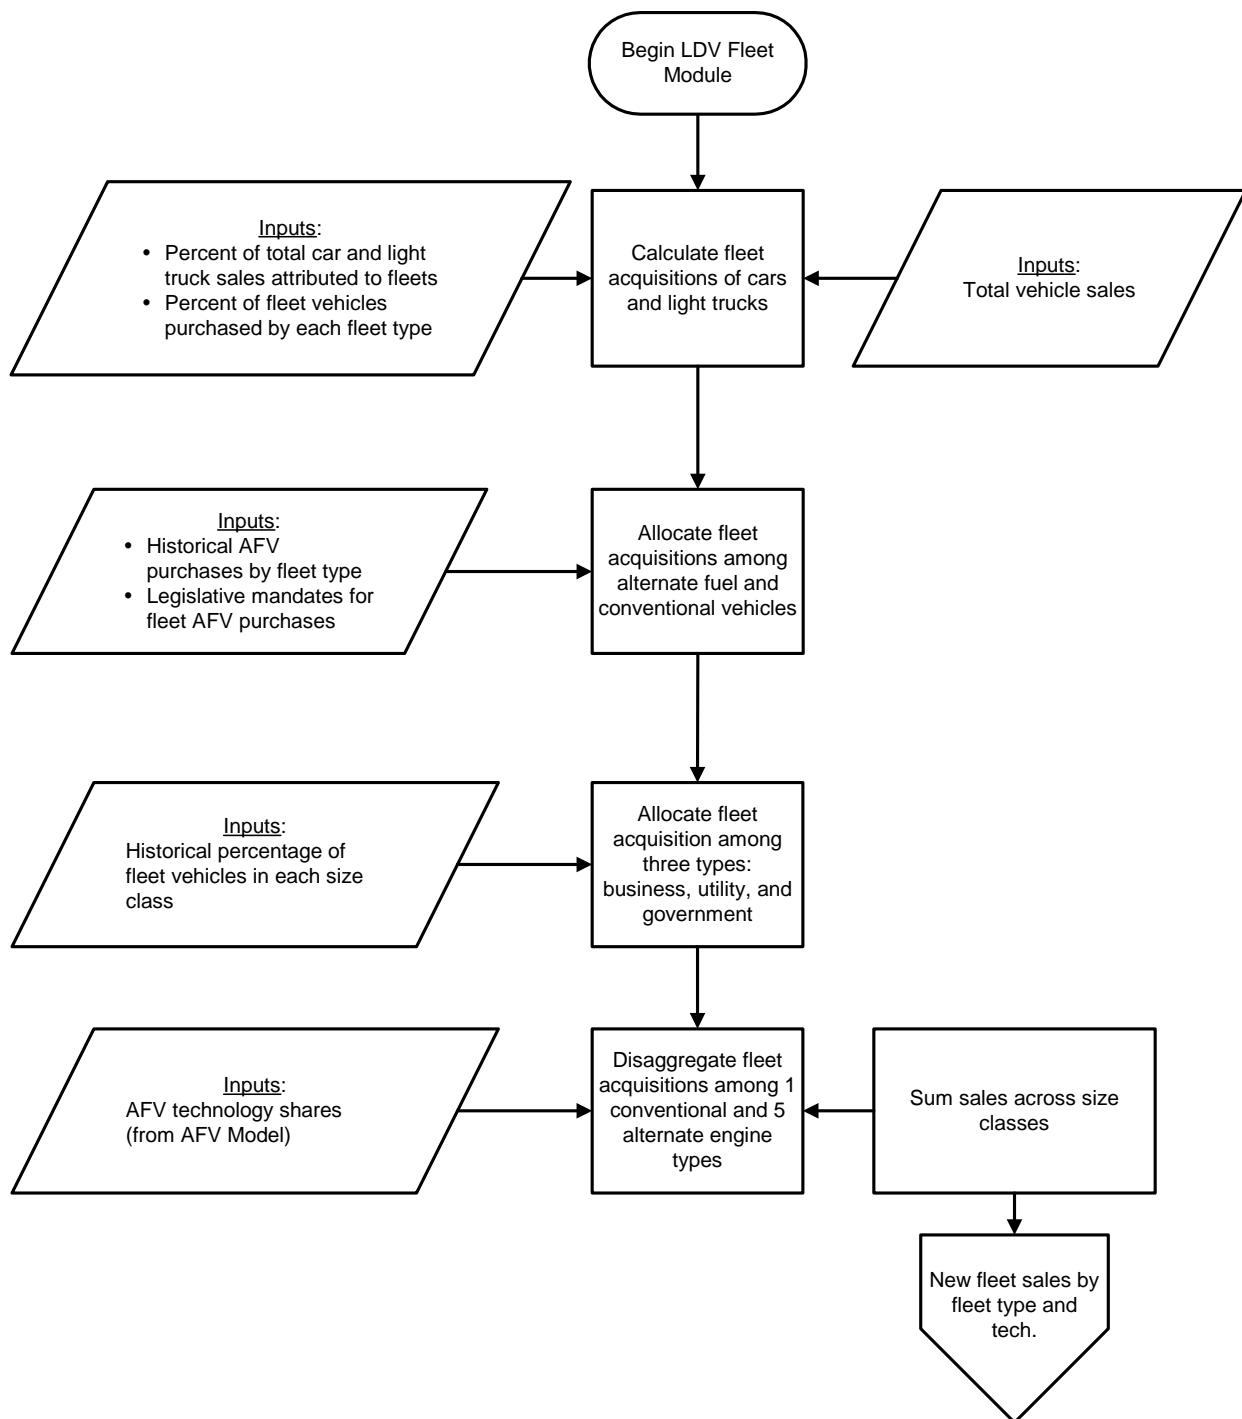 Begin LDV Fleet
Module
Inputs:
• Percent of total car and light
truck sales attributed to fleets
• Percent of fleet vehicles
purchased by each fleet type
Calculate fleet
acquisitions of cars
and light trucks
Inputs:
Total vehicle sales
Inputs:
• Historical AFV
purchases by fleet type
• Legislative mandates for
fleet AFV purchases
Allocate fleet
acquisitions among
alternate fuel and
conventional vehicles
Inputs:
Historical percentage of
fleet vehicles in each size
class
Allocate fleet
acquisition among
three types:
business, utility, and
government
Inputs:
AFV technology shares
(from AFV Model)
Disaggregate fleet
acquisitions among 1
conventional and 5
alternate engine
types
Sum sales across size
classes
New fleet sales by
fleet type and
tech.